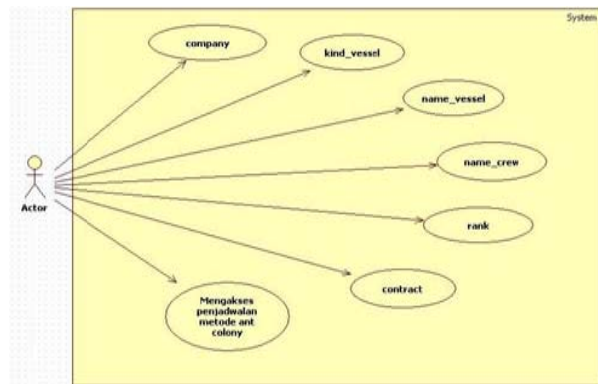 System
company
kind_vessel
name_vessel
name_crew
Actor
rank
contract
Mengakses
penjadwalan
metode ant
colony